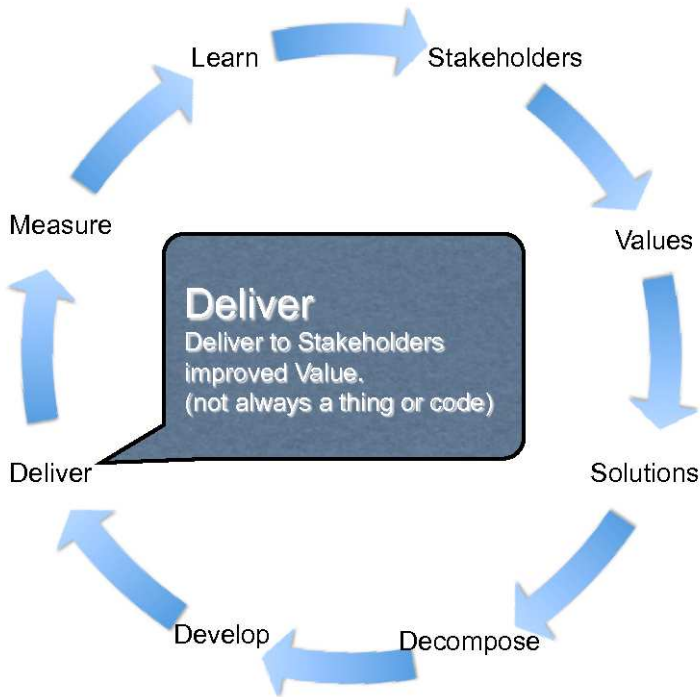 Learn
Stakeholders
Measure
Values
Deliver
Deliver to Stakeholders
improved Value.
(not always a thing or code)
Deliver
Solutions
Develop
Decompose